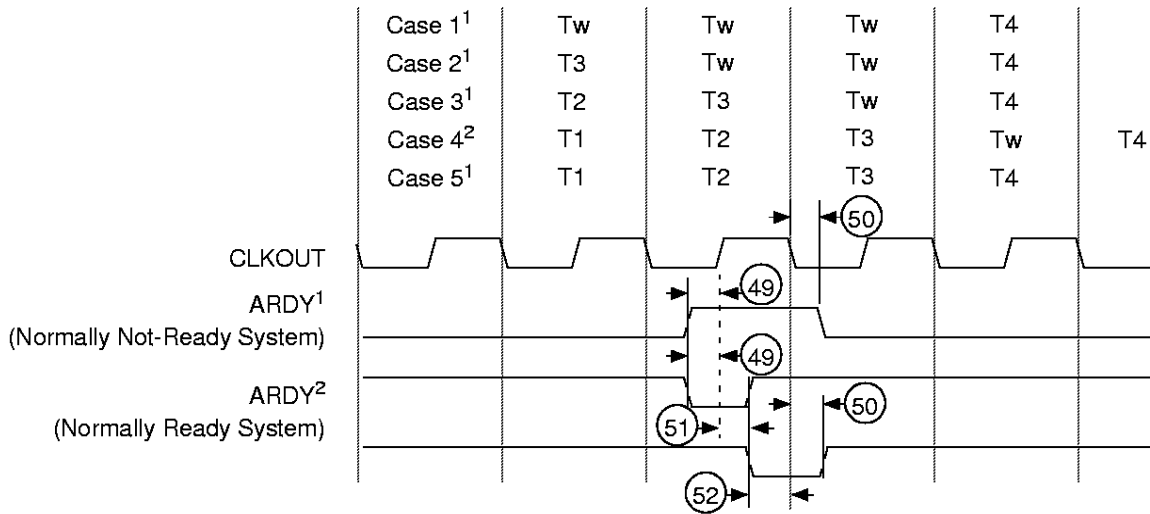 Case 1¹ Tw Tw Tw T4
Case 2¹ T3 Tw Tw T4
Case 3¹ T2 T3 Tw T4
Case 4² T1 T2 T3 Tw T4
Case 5¹ T1 T2 T3 T4
50
CLKOUT
49
ARDY¹
(Normally Not-Ready System)
49
ARDY²
50
(Normally Ready System)
51
52